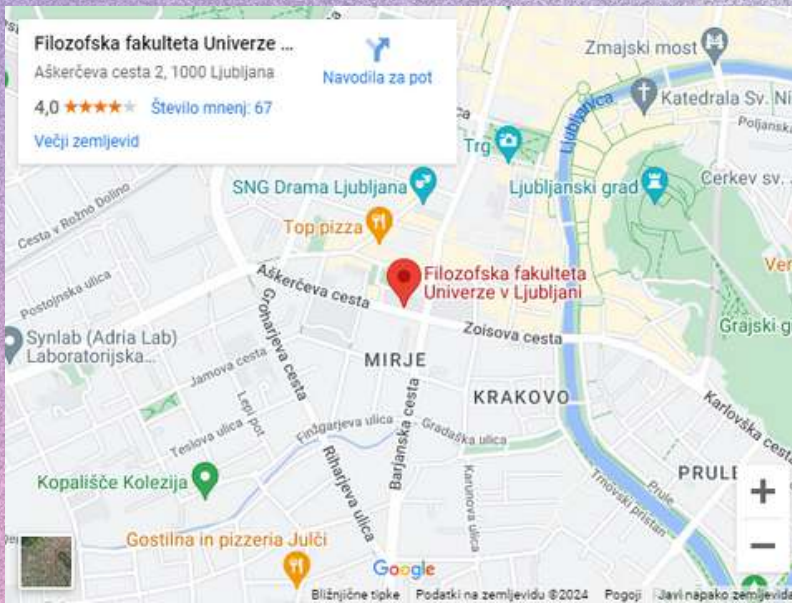 Filozofska fakulteta Univerze ...
Aškerčeva cesta 2, 1000 Ljubljana
4,0
Število mnenj: 67
Večji zemljevid
Navodila za pot
Zmajski most
Katedrala Sv. Ni
Poljanska
Ljubljanica
Trg
SNG Drama Ljubljana
Ljubljanski grad
Cerkev sv.
Cesta v Rožno Dolino
Top pizza
Postojnska ulica
Aškerčeva cesta
Filozofska fakulteta
Univerze v Ljubljani
Zoisova cesta
Grajski g
Groharjeva cesta
Synlab (Adria Lab)
Laboratorijska...
MIRJE
Jamova cesta
KRAKOVO
Karlovška cesta
Lepi pot
Teslova ulica
Finžgarjeva ulica
Gradaška ulica
Barjanska cesta
Riharjeva ulica
Karunova ulica
Kopališče Kolezija
PRULE
Prule
Trnovski pristan
Gostilna in pizzeria Julči
Google
Bližnjične tipke
Podatki na zemljevidu ©2024
Pogoji
Javi napako zemljevida